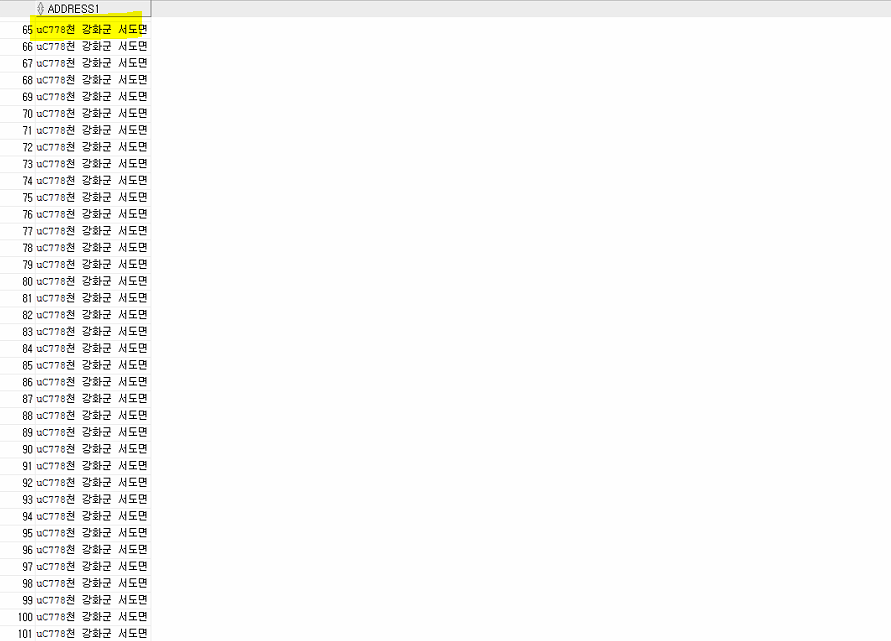 ADDRESS1
65 uC778천 강화군 서도면
66 uC778천 강화군 서도면
67 uC778천 강화군 서도면
68 uC778천 강화군 서도면
69 uC778천 강화군 서도면
70 uC778천 강화군 서도면
71 uC778천 강화군 서도면
72 uC778천 강화군 서도면
73 uC778천 강화군 서도면
74 uC778천 강화군 서도면
75 uC778천 강화군 서도면
76 uC778천 강화군 서도면
77 uC778천 강화군 서도면
78 uC778천 강화군 서도면
79 uC778천 강화군 서도면
80 uC778천 강화군 서도면
81 uC778천 강화군 서도면
82 uC778천 강화군 서도면
83 uC778천 강화군 서도면
84 uC778천 강화군 서도면
85 uC778천 강화군 서도면
86 uC778천 강화군 서도면
87 uC778천 강화군 서도면
88 uC778천 강화군 서도면
89 uC778천 강화군 서도면
90 uC778천 강화군 서도면
91 uC778천 강화군 서도면
92 uC778천 강화군 서도면
93 uC778천 강화군 서도면
94 uC778천 강화군 서도면
95 uC778천 강화군 서도면
96 uC778천 강화군 서도면
97 uC778천 강화군 서도면
98 uC778천 강화군 서도면
99 uC778천 강화군 서도면
100 uC778천 강화군 서도면
101 uC778천 강화군 서도면